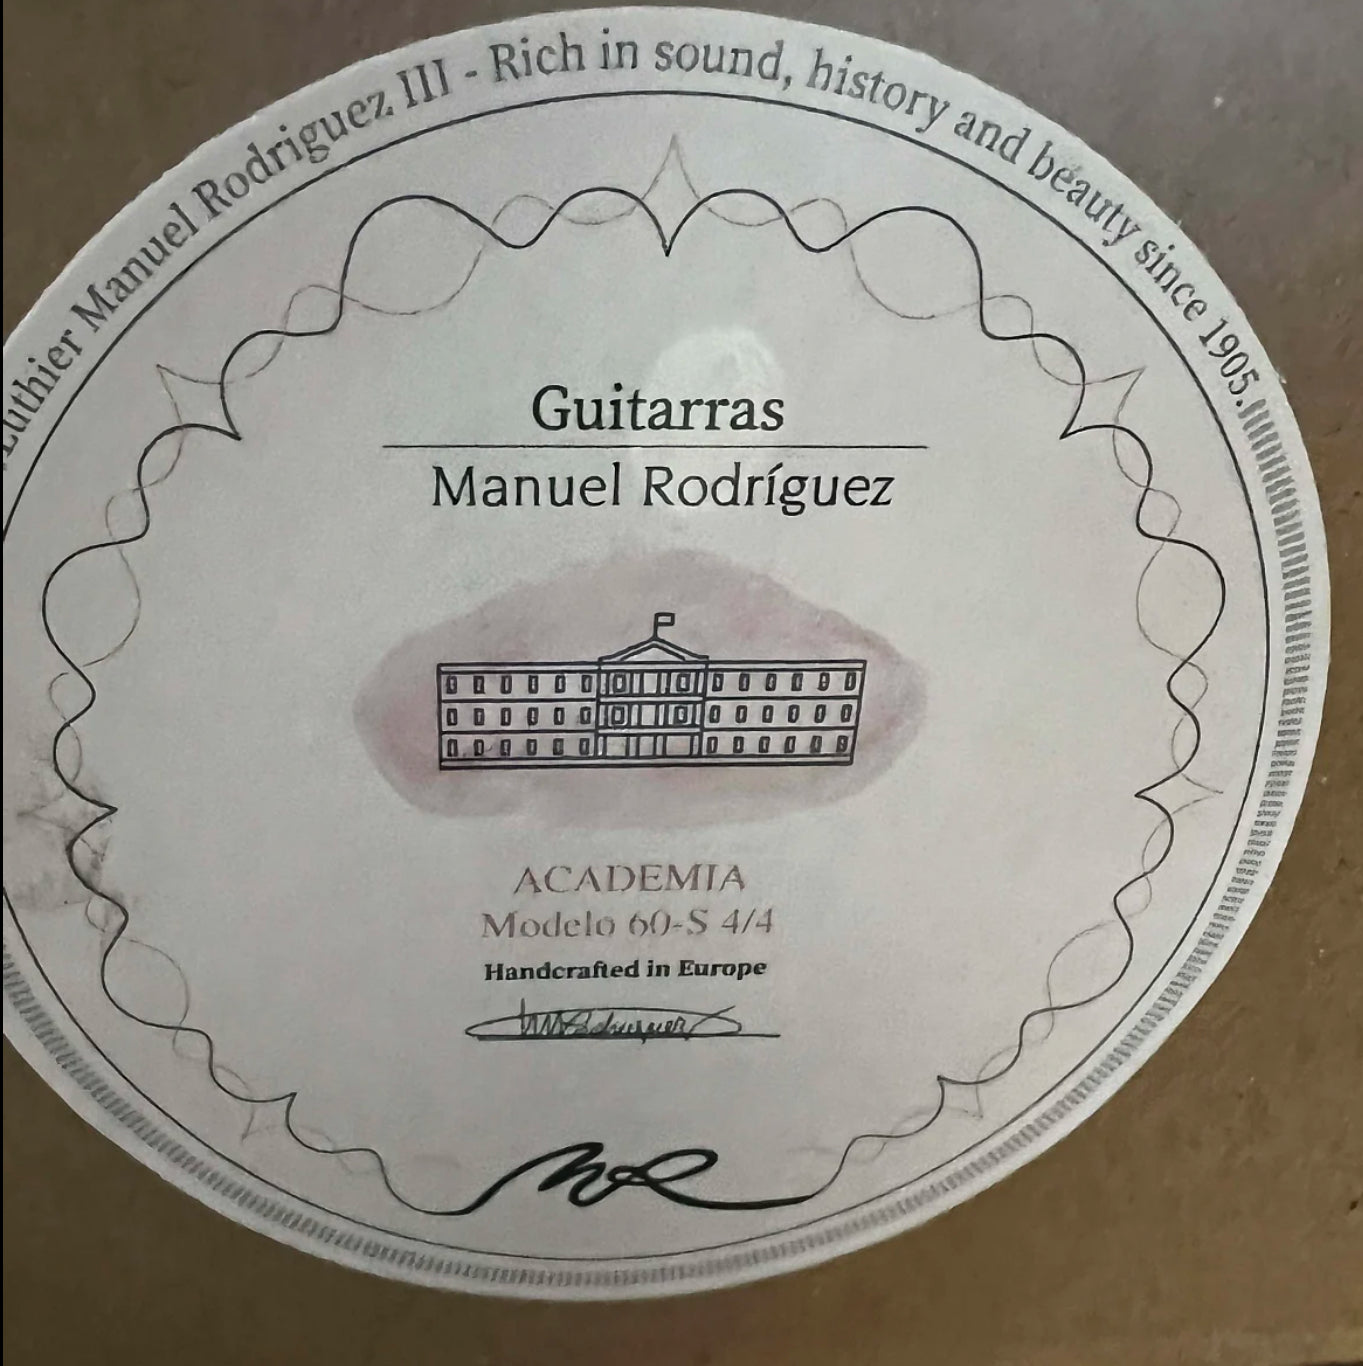 Luthier Manuel Rodriguez III - Rich in sound, history and beauty since 1905.
Guitarras
Manuel Rodríguez
ACADEMIA
Modelo 60-S 4/4
Handcrafted in Europe
MR